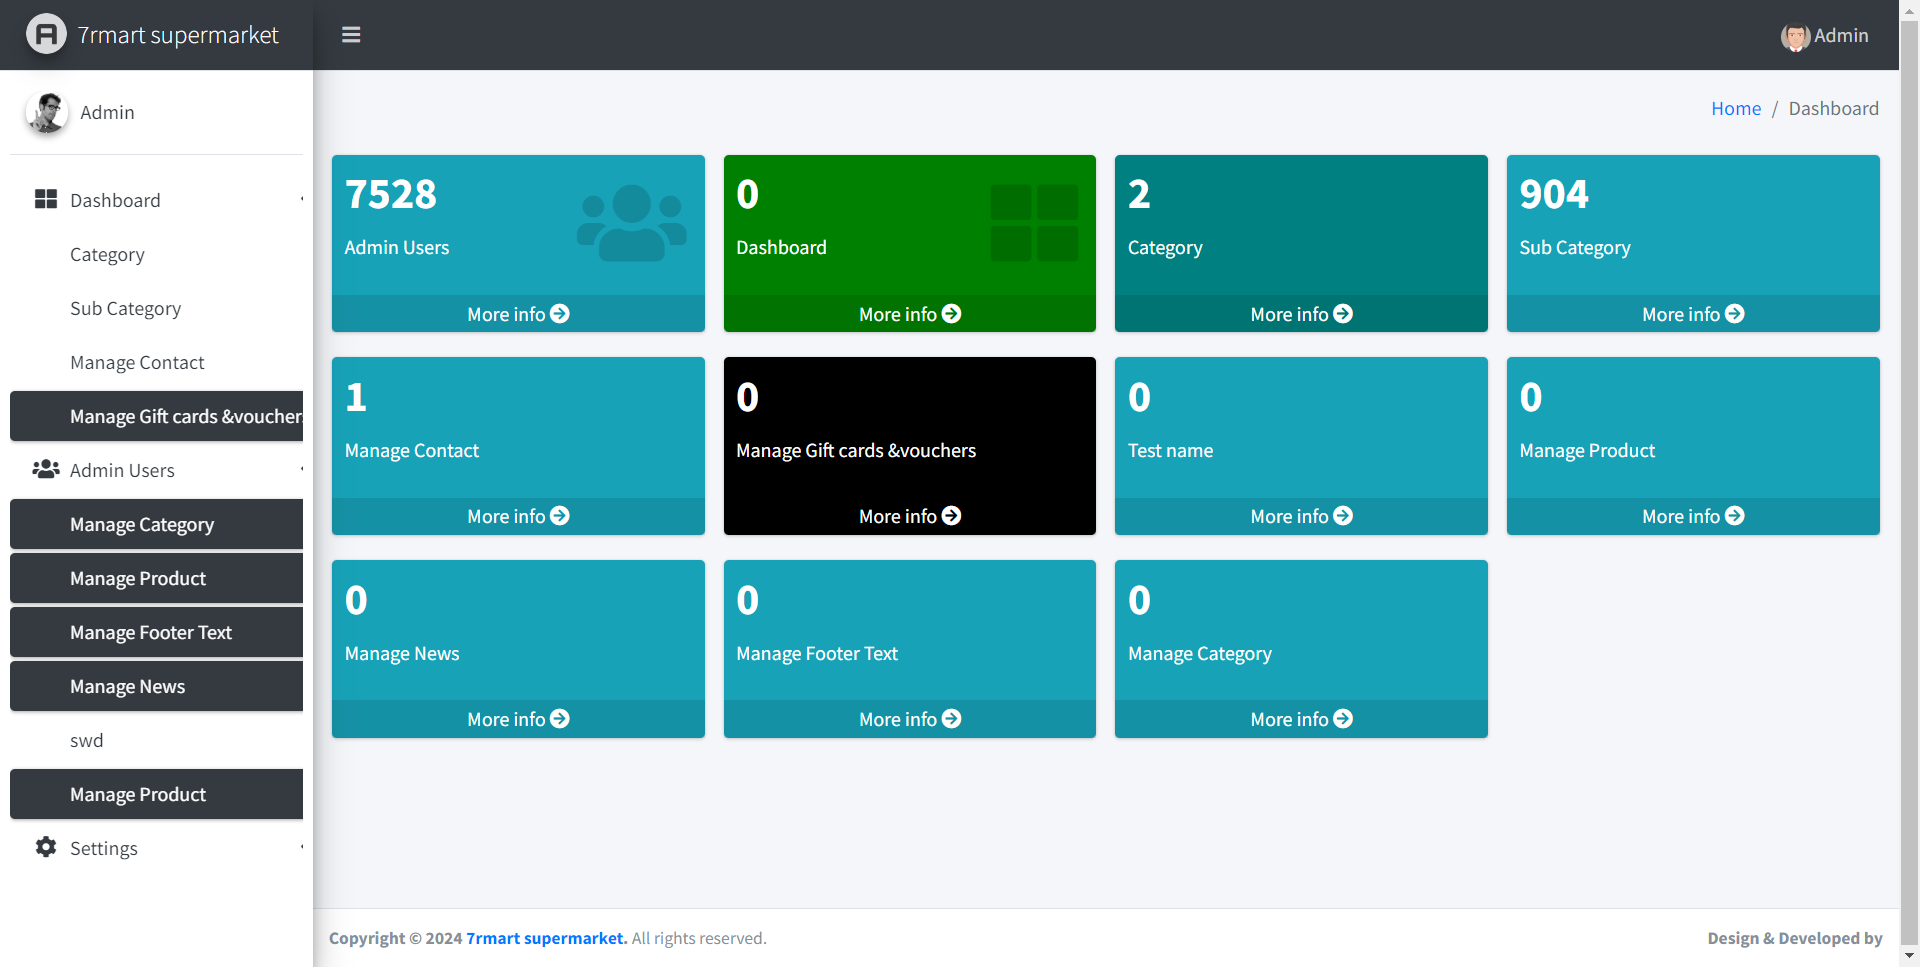 7rmart supermarket
Admin
Admin
Home / Dashboard
Dashboard
Category
Sub Category
Manage Contact
Manage Gift cards &vouchers
Admin Users
Manage Category
Manage Product
Manage Footer Text
Manage News
swd
Manage Product
Settings
7528
Admin Users
More info
0
Dashboard
More info
2
Category
More info
904
Sub Category
More info
1
Manage Contact
More info
0
Manage Gift cards &vouchers
More info
0
Test name
More info
0
Manage Product
More info
0
Manage News
More info
0
Manage Footer Text
More info
0
Manage Category
More info
Copyright © 2024 7rmart supermarket. All rights reserved.
Design & Developed by